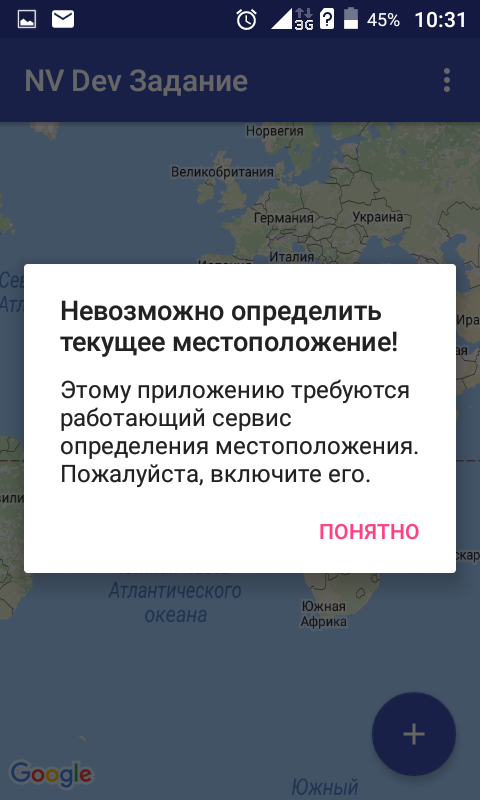 3G
45%
10:31
NV Dev Задание
Норвегия
Великобритания
Германия
Украина
Италия
Невозможно определить
текущее местоположение!
Этому приложению требуются
работающий сервис
определения местоположения.
Пожалуйста, включите его.
ПОНЯТНО
Атлантического
океана
Южная
Африка
Google
Южный